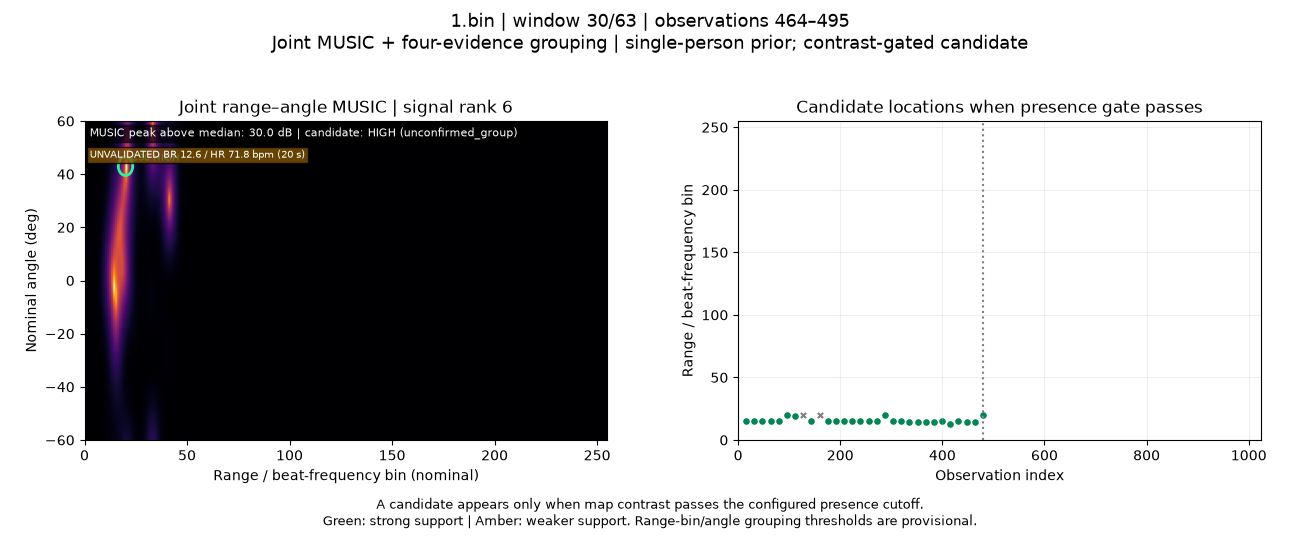 1.bin | window 30/63 | observations 464–495
Joint MUSIC + four-evidence grouping | single-person prior; contrast-gated candidate
Joint range–angle MUSIC | signal rank 6
MUSIC peak above median: 30.0 dB | candidate: HIGH (unconfirmed_group)
UNVALIDATED BR 12.6 / HR 71.8 bpm (20 s)
60
40
20
0
−20
−40
−60
Nominal angle (deg)
0
50
100
150
200
250
Range / beat-frequency bin (nominal)
Candidate locations when presence gate passes
250
200
150
100
50
0
Range / beat-frequency bin
0
200
400
600
800
1000
Observation index
A candidate appears only when map contrast passes the configured presence cutoff.
Green: strong support | Amber: weaker support. Range-bin/angle grouping thresholds are provisional.